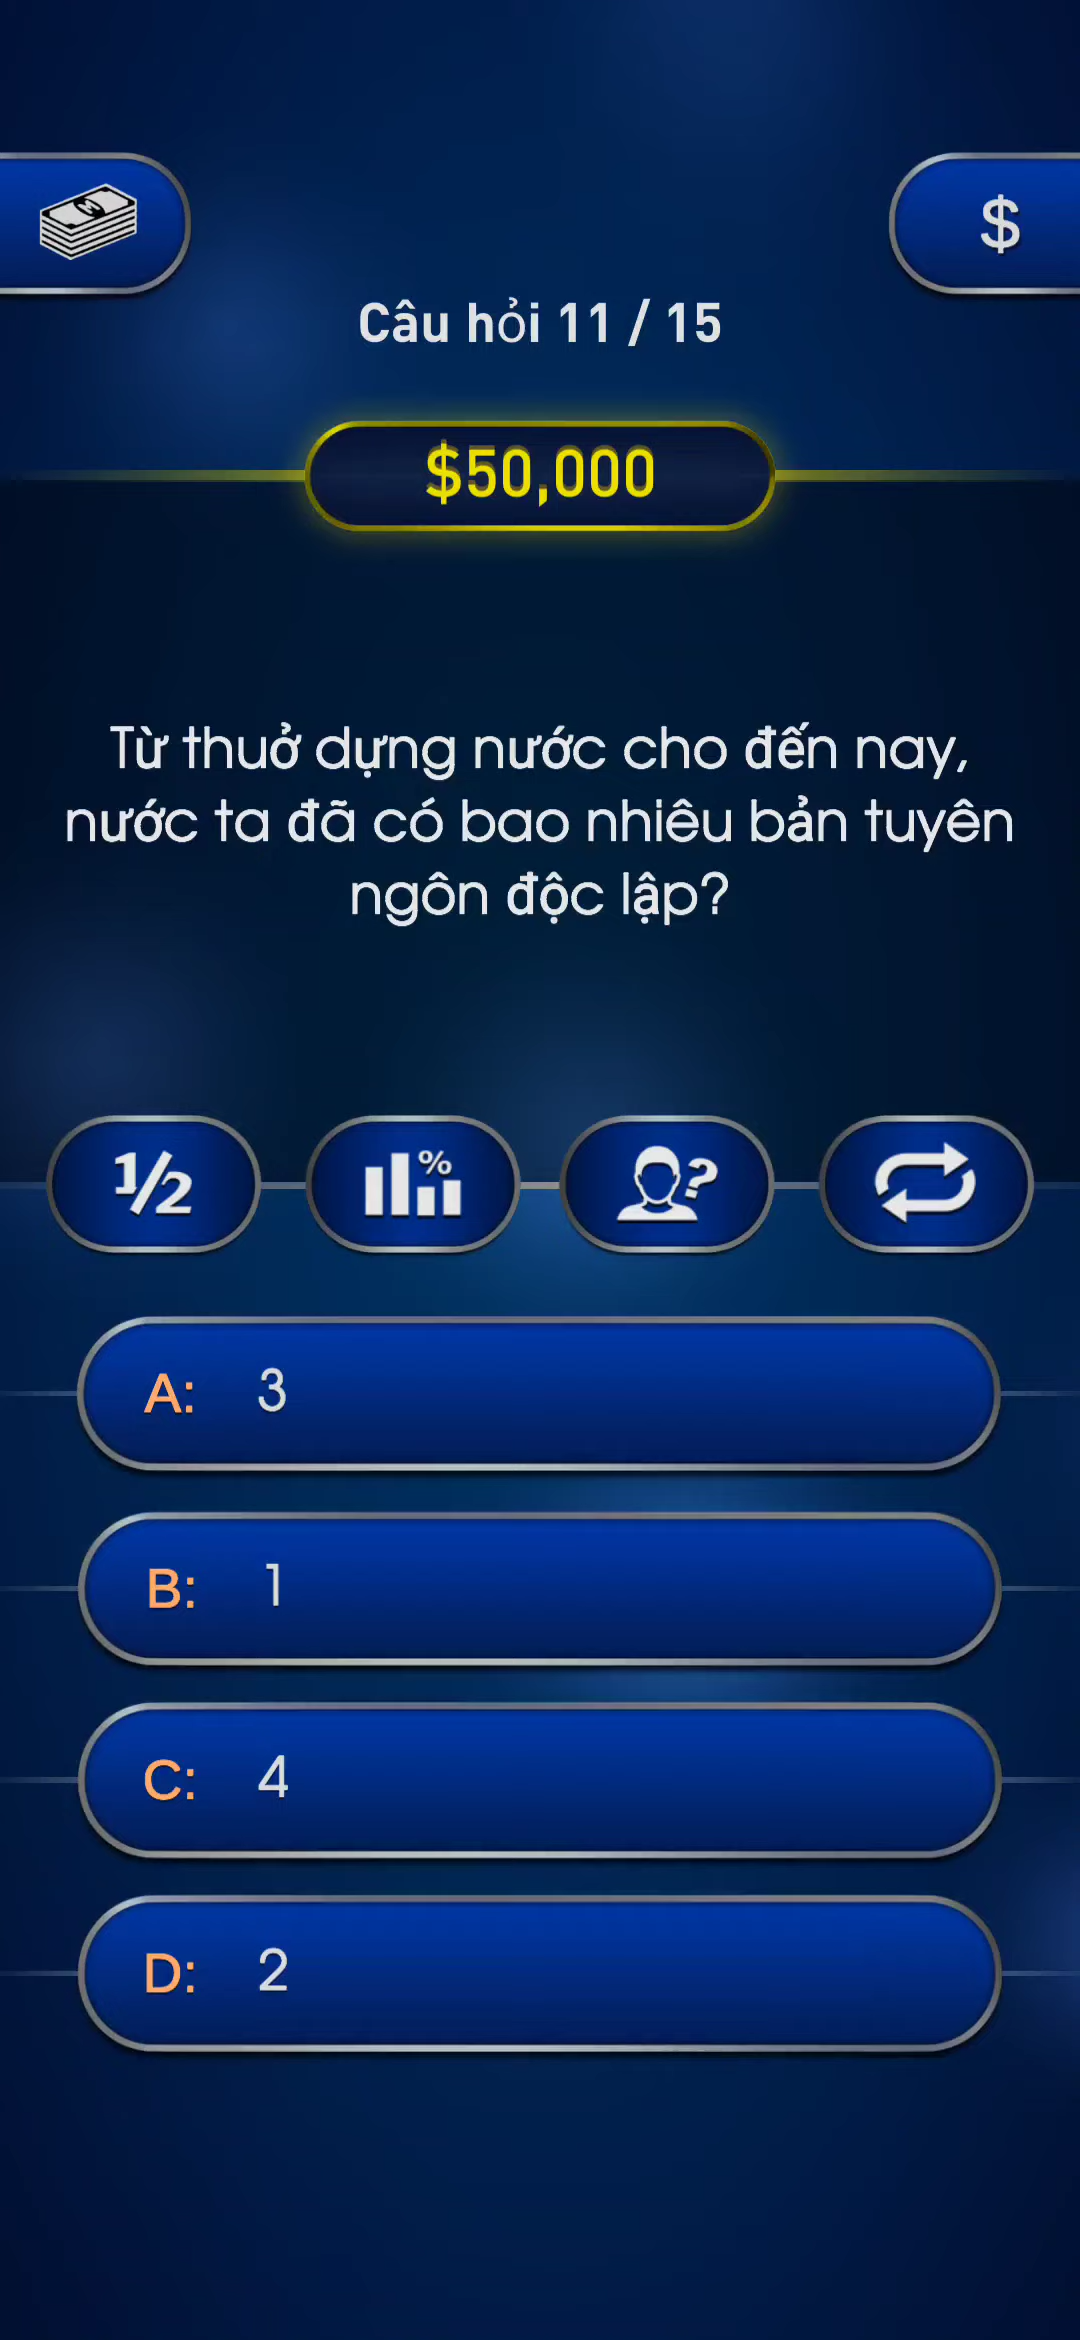 $
Câu hỏi 11 / 15
$50,000
Từ thuở dựng nước cho đến nay,
nước ta đã có bao nhiêu bản tuyên
ngôn độc lập?
1/2
%
?
A: 3
B: 1
C: 4
D: 2